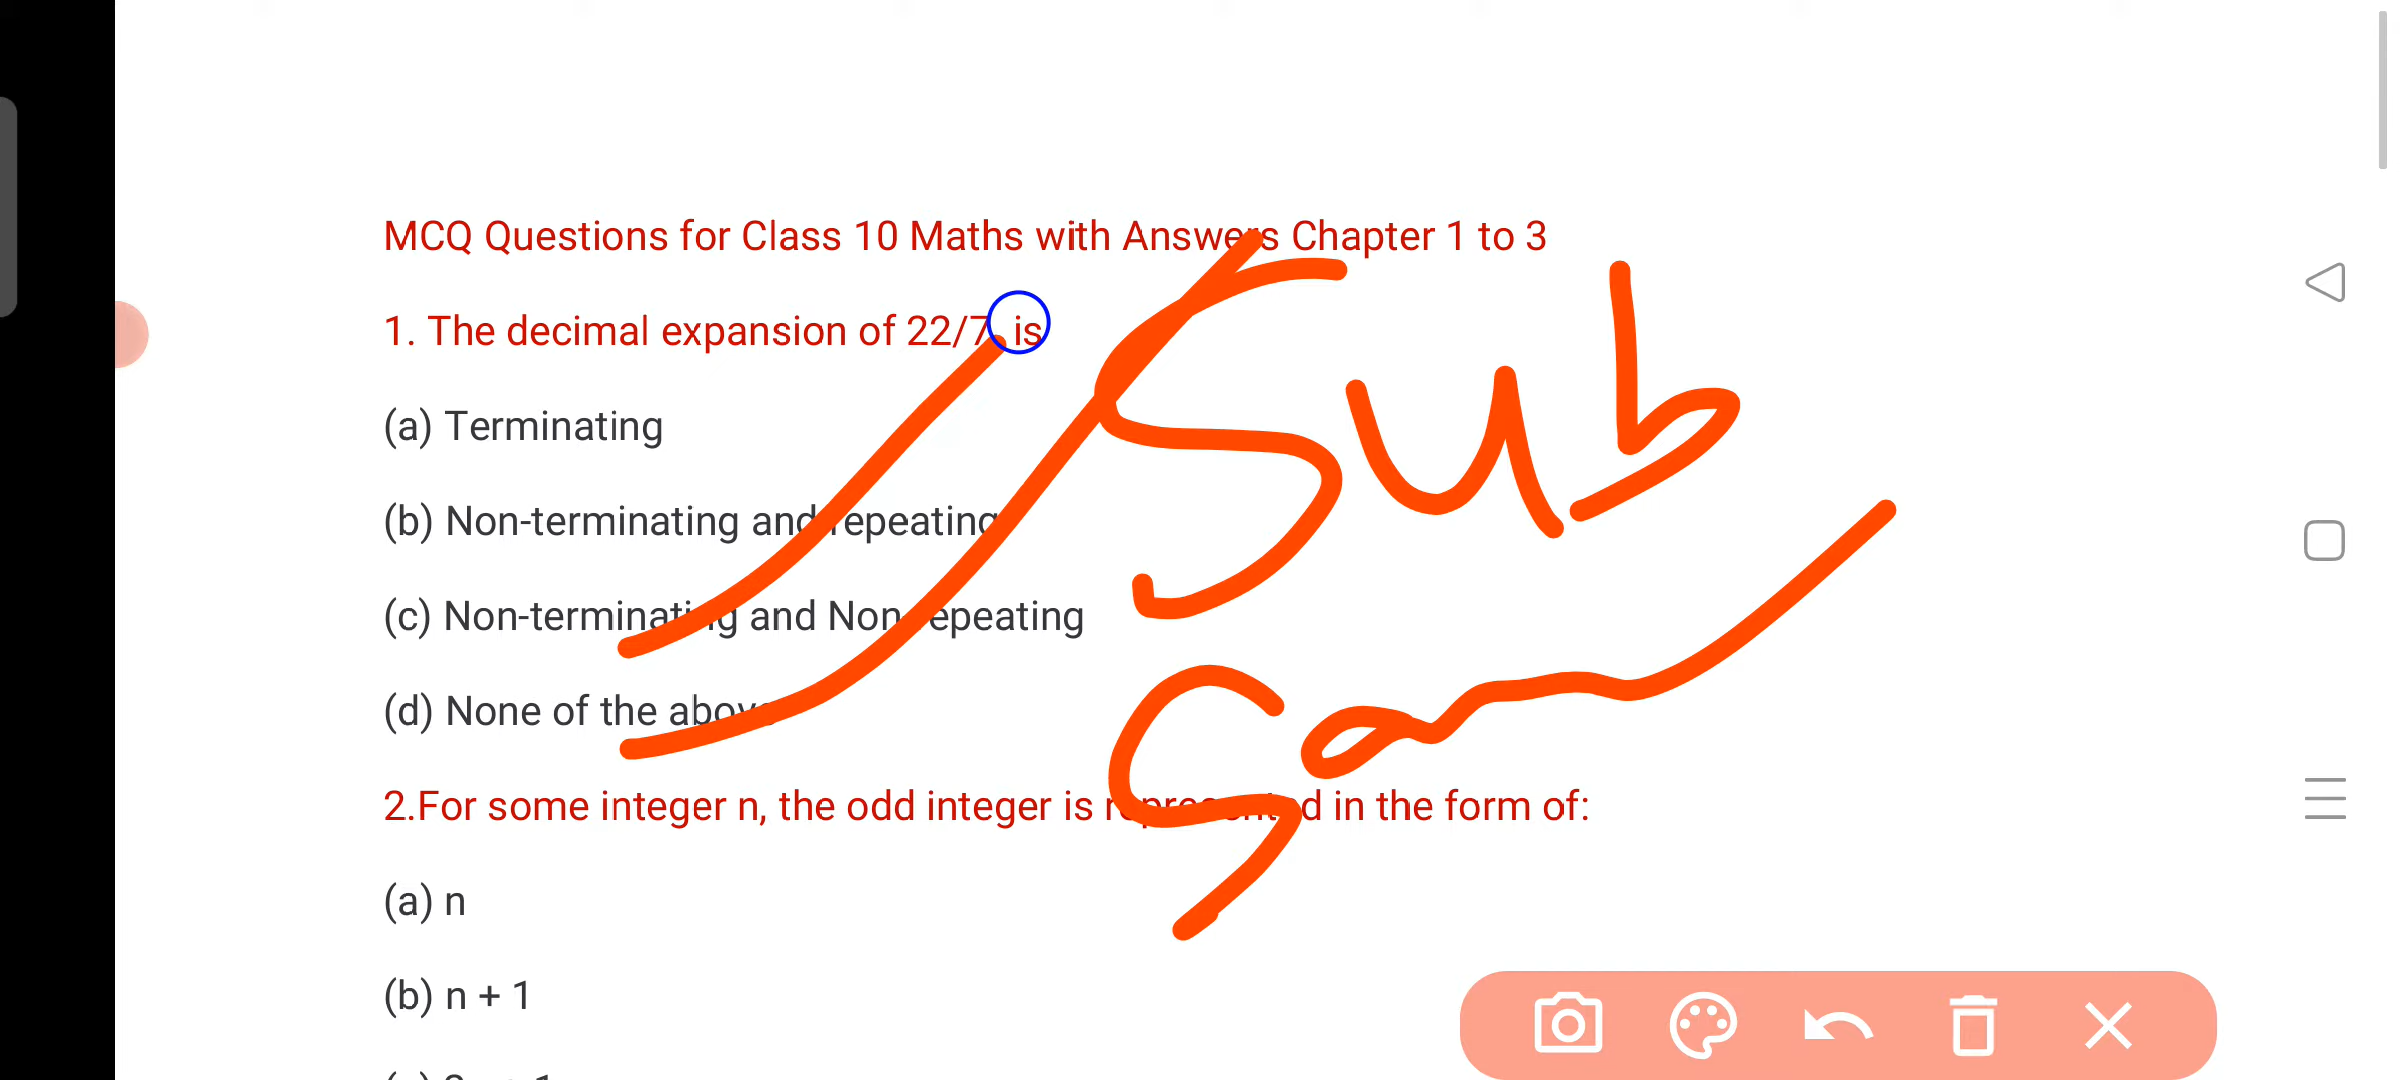 MCQ Questions for Class 10 Maths with Answers Chapter 1 to 3
1. The decimal expansion of 22/7 is
(a) Terminating
(b) Non-terminating and repeating
(c) Non-terminating and Non repeating
(d) None of the above
2.For some integer n, the odd integer is represented in the form of:
(a) n
(b) n + 1
Sub